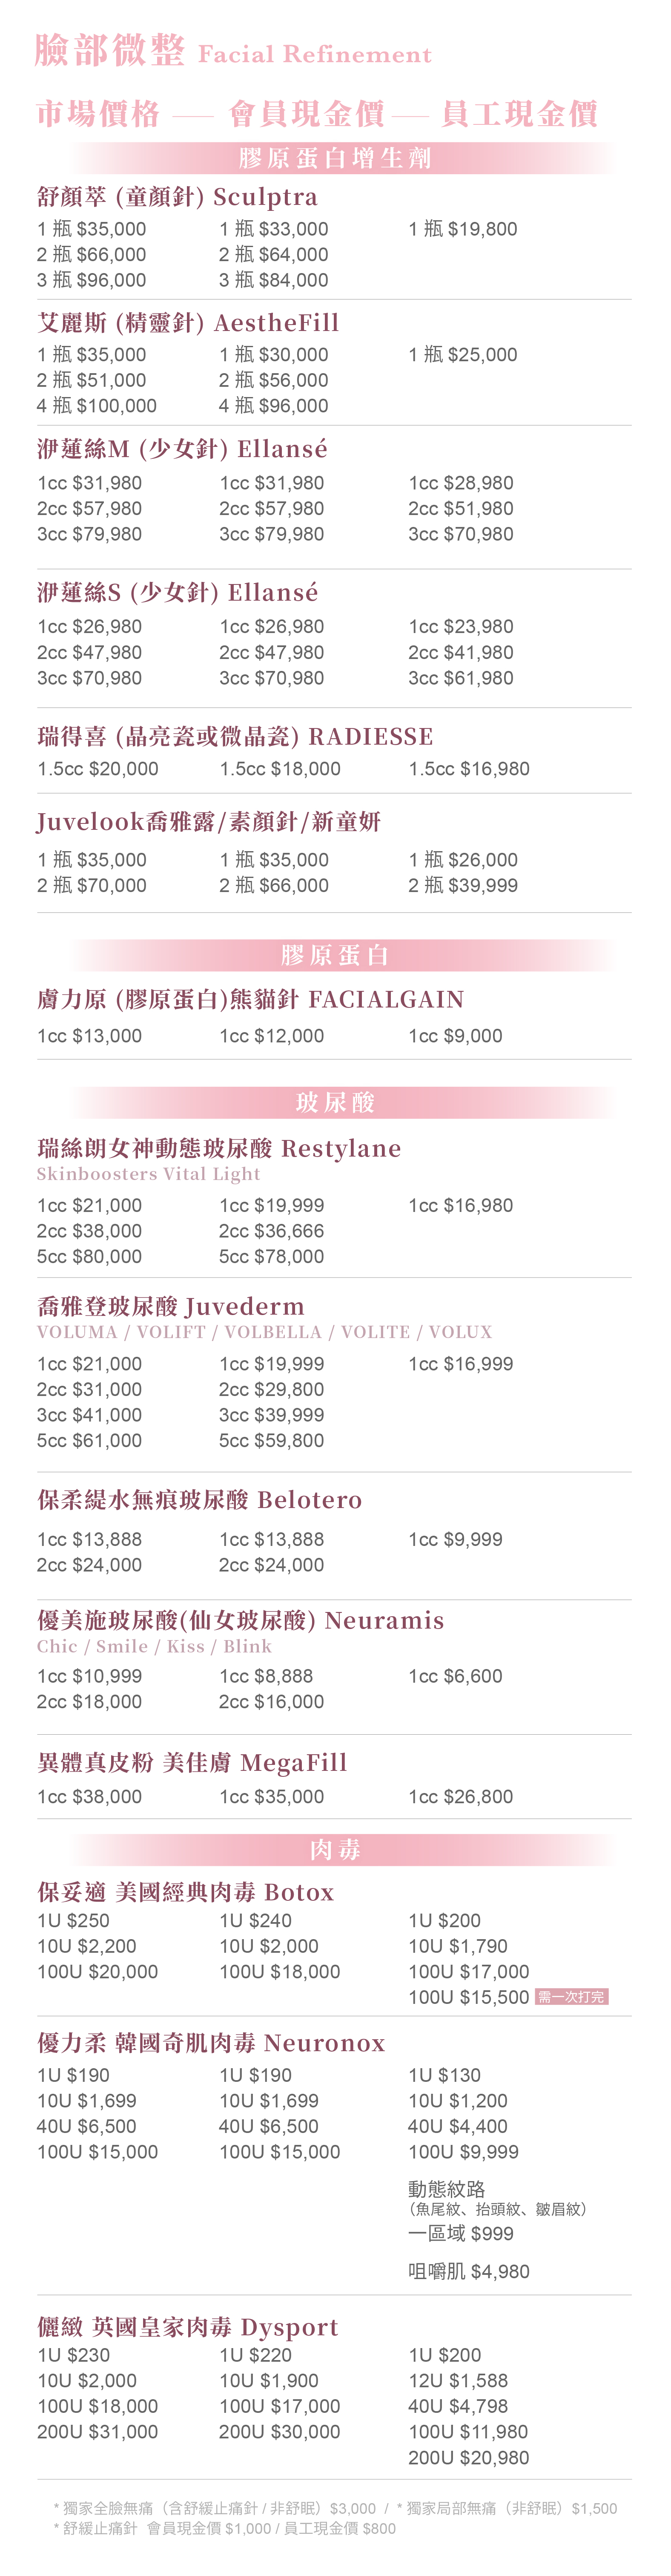 臉部微整 Facial Refinement
市場價格 — 會員現金價 — 員工現金價
膠原蛋白增生劑
舒顏萃 (童顏針) Sculptra
1 瓶 $35,000 1 瓶 $33,000 1 瓶 $19,800
2 瓶 $66,000 2 瓶 $64,000
3 瓶 $96,000 3 瓶 $84,000
艾麗斯 (精靈針) AestheFill
1 瓶 $35,000 1 瓶 $30,000 1 瓶 $25,000
2 瓶 $51,000 2 瓶 $56,000
4 瓶 $100,000 4 瓶 $96,000
洢蓮絲M (少女針) Ellansé
1cc $31,980 1cc $31,980 1cc $28,980
2cc $57,980 2cc $57,980 2cc $51,980
3cc $79,980 3cc $79,980 3cc $70,980
洢蓮絲S (少女針) Ellansé
1cc $26,980 1cc $26,980 1cc $23,980
2cc $47,980 2cc $47,980 2cc $41,980
3cc $70,980 3cc $70,980 3cc $61,980
瑞得喜 (晶亮瓷或微晶瓷) RADIESSE
1.5cc $20,000 1.5cc $18,000 1.5cc $16,980
Juvelook喬雅露/素顏針/新童妍
1 瓶 $35,000 1 瓶 $35,000 1 瓶 $26,000
2 瓶 $70,000 2 瓶 $66,000 2 瓶 $39,999
膠原蛋白
膚力原 (膠原蛋白)熊貓針 FACIALGAIN
1cc $13,000 1cc $12,000 1cc $9,000
玻尿酸
瑞絲朗女神動態玻尿酸 Restylane
Skinboosters Vital Light
1cc $21,000 1cc $19,999 1cc $16,980
2cc $38,000 2cc $36,666
5cc $80,000 5cc $78,000
喬雅登玻尿酸 Juvederm
VOLUMA / VOLIFT / VOLBELLA / VOLITE / VOLUX
1cc $21,000 1cc $19,999 1cc $16,999
2cc $31,000 2cc $29,800
3cc $41,000 3cc $39,999
5cc $61,000 5cc $59,800
保柔緹水無痕玻尿酸 Belotero
1cc $13,888 1cc $13,888 1cc $9,999
2cc $24,000 2cc $24,000
優美施玻尿酸(仙女玻尿酸) Neuramis
Chic / Smile / Kiss / Blink
1cc $10,999 1cc $8,888 1cc $6,600
2cc $18,000 2cc $16,000
異體真皮粉 美佳膚 MegaFill
1cc $38,000 1cc $35,000 1cc $26,800
肉毒
保妥適 美國經典肉毒 Botox
1U $250 1U $240 1U $200
10U $2,200 10U $2,000 10U $1,790
100U $20,000 100U $18,000 100U $17,000
100U $15,500 需一次打完
優力柔 韓國奇肌肉毒 Neuronox
1U $190 1U $190 1U $130
10U $1,699 10U $1,699 10U $1,200
40U $6,500 40U $6,500 40U $4,400
100U $15,000 100U $15,000 100U $9,999
動態紋路
（魚尾紋、抬頭紋、皺眉紋）
一區域 $999
咀嚼肌 $4,980
儷緻 英國皇家肉毒 Dysport
1U $230 1U $220 1U $200
10U $2,000 10U $1,900 12U $1,588
100U $18,000 100U $17,000 40U $4,798
200U $31,000 200U $30,000 100U $11,980
200U $20,980
* 獨家全臉無痛（含舒緩止痛針 / 非舒眠）$3,000 / * 獨家局部無痛（非舒眠）$1,500
* 舒緩止痛針 會員現金價 $1,000 / 員工現金價 $800